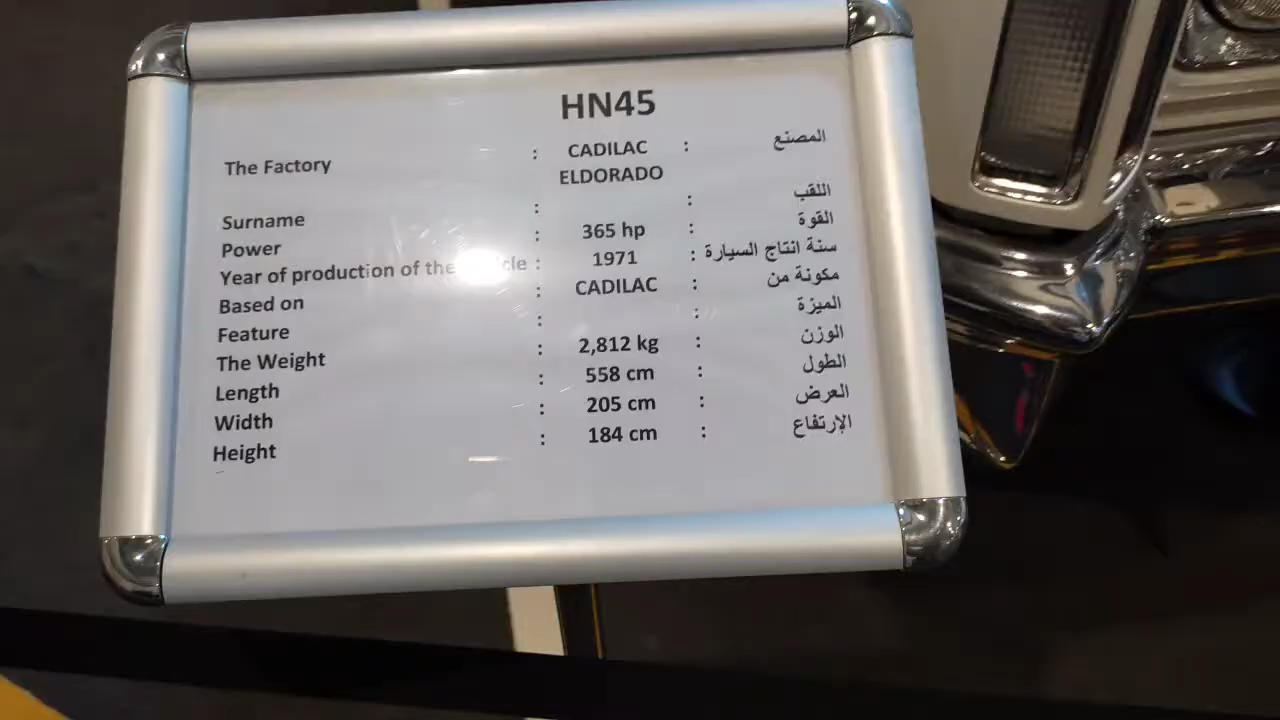 HN45
The Factory : CADILAC : المصنع
ELDORADO
Surname : : اللقب
Power : 365 hp : القوة
Year of production of the cle : 1971 : سنة انتاج السيارة
Based on : CADILAC : مكونة من
Feature : : الميزة
The Weight : 2,812 kg : الوزن
Length : 558 cm : الطول
Width : 205 cm : العرض
Height : 184 cm : الإرتفاع